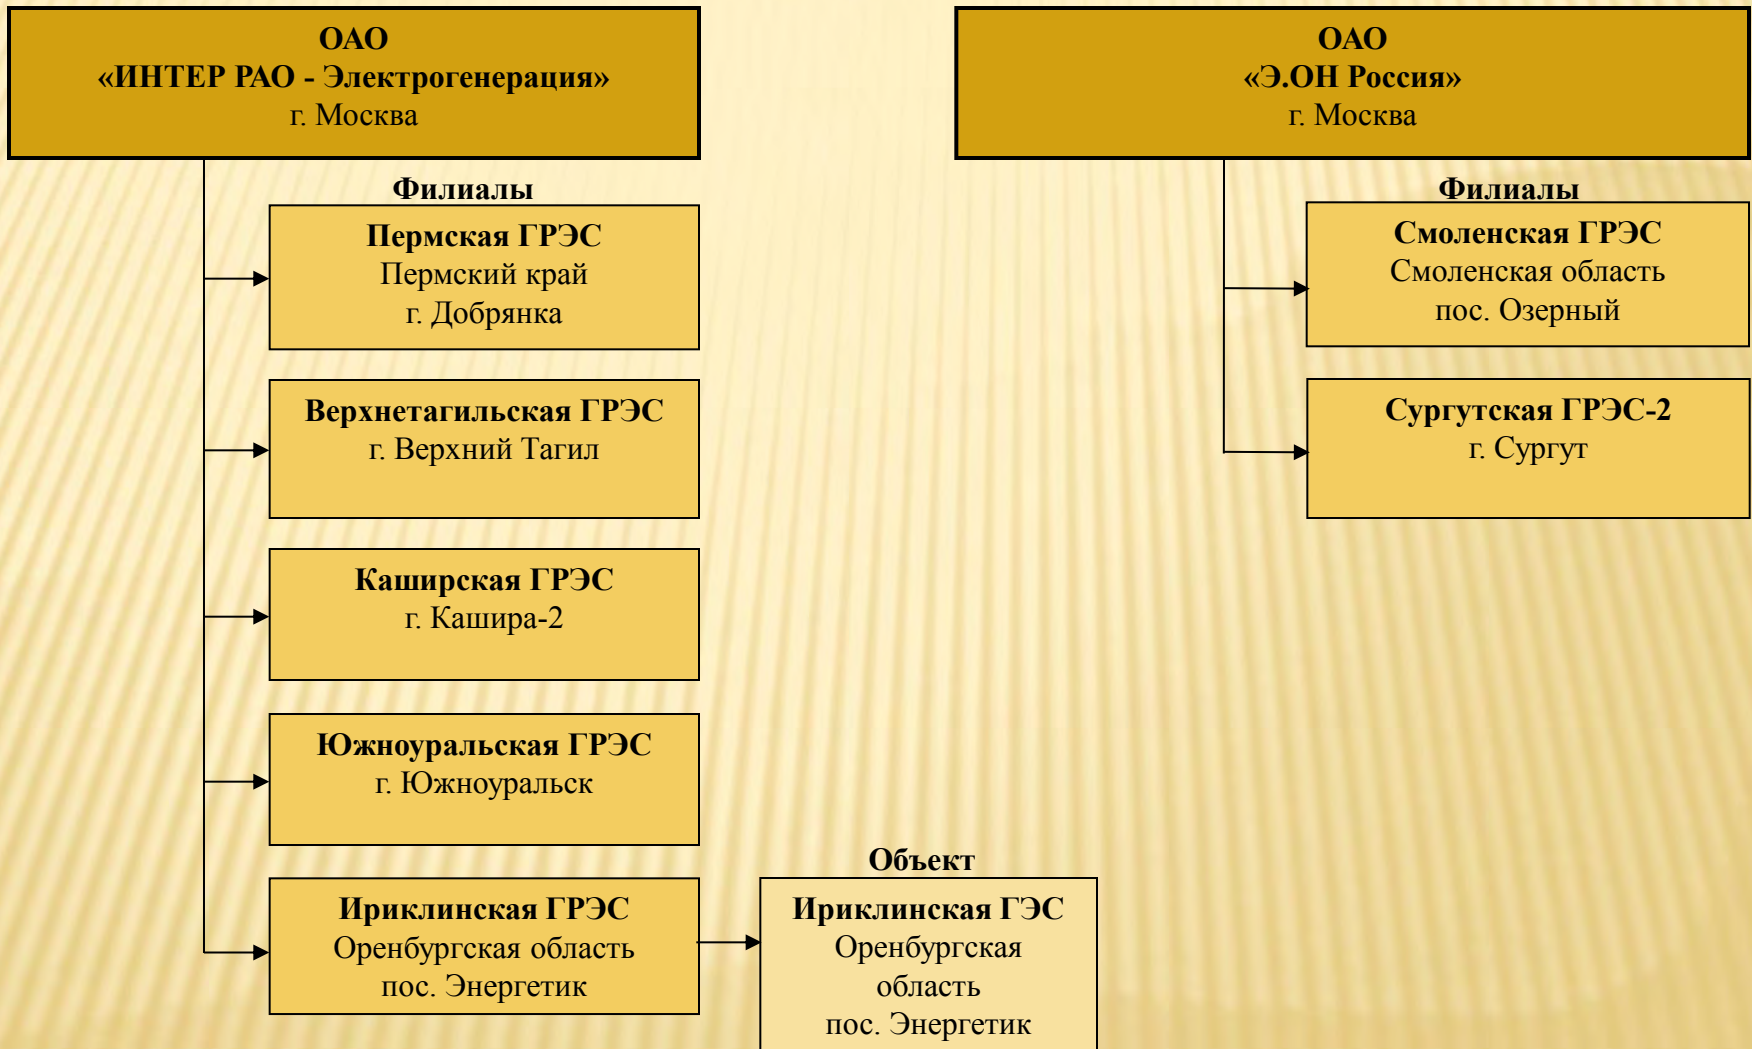 ОАО
«ИНТЕР РАО - Электрогенерация»
г. Москва
Филиалы
Пермская ГРЭС
Пермский край
г. Добрянка
Верхнетагильская ГРЭС
г. Верхний Тагил
Каширская ГРЭС
г. Кашира-2
Южноуральская ГРЭС
г. Южноуральск
Ириклинская ГРЭС
Оренбургская область
пос. Энергетик
Объект
Ириклинская ГЭС
Оренбургская
область
пос. Энергетик
ОАО
«Э.ОН Россия»
г. Москва
Филиалы
Смоленская ГРЭС
Смоленская область
пос. Озерный
Сургутская ГРЭС-2
г. Сургут